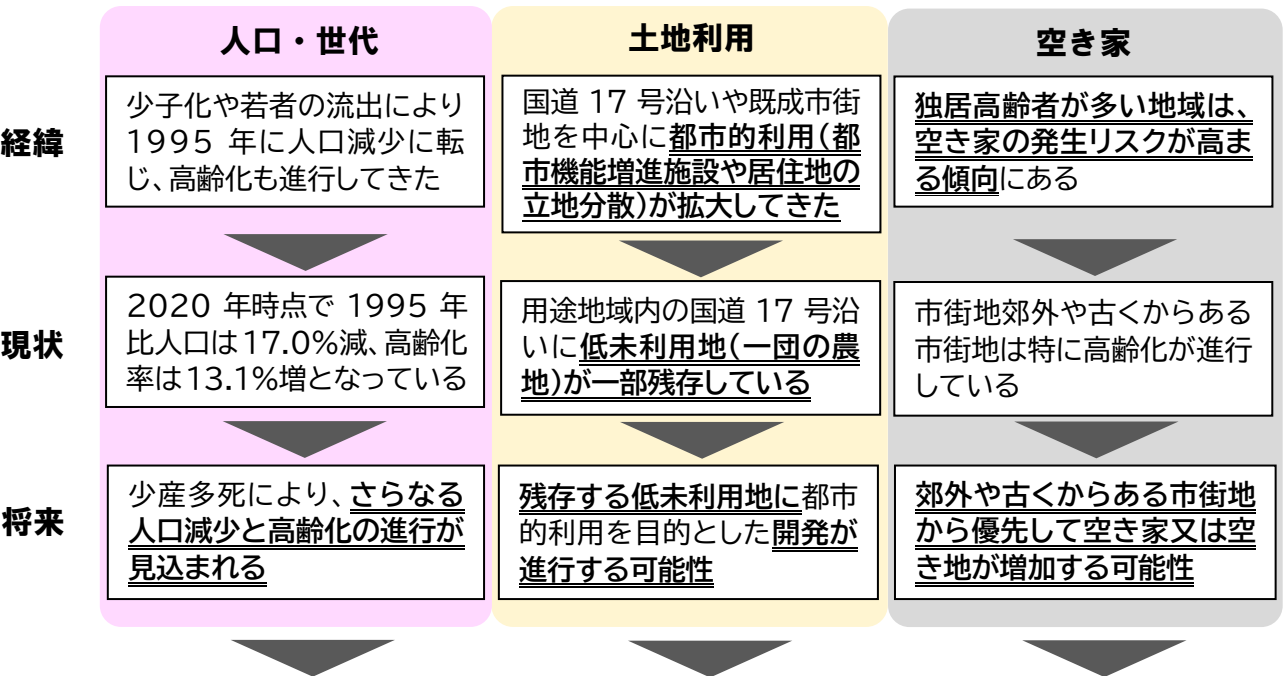 人口・世代
土地利用
空き家
経緯
少子化や若者の流出により
1995 年に人口減少に転
じ、高齢化も進行してきた
国道 17 号沿いや既成市街
地を中心に都市的利用(都
市機能増進施設や居住地の
立地分散)が拡大してきた
独居高齢者が多い地域は、
空き家の発生リスクが高ま
る傾向にある
現状
2020 年時点で 1995 年
比人口は17.0%減、高齢化
率は13.1%増となっている
用途地域内の国道 17 号沿
いに低未利用地(一団の農
地)が一部残存している
市街地郊外や古くからある
市街地は特に高齢化が進行
している
将来
少産多死により、さらなる
人口減少と高齢化の進行が
見込まれる
残存する低未利用地に都市
的利用を目的とした開発が
進行する可能性
郊外や古くからある市街地
から優先して空き家又は空
き地が増加する可能性